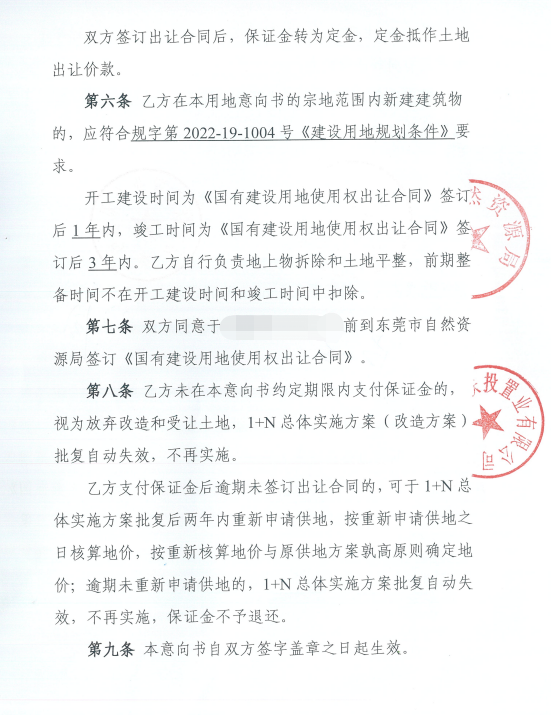 双方签订出让合同后，保证金转为定金，定金抵作土地
出让价款。
第六条 乙方在本用地意向书的宗地范围内新建建筑物
的，应符合规字第 2022-19-1004 号《建设用地规划条件》要
求。
开工建设时间为《国有建设用地使用权出让合同》签订
后 1 年内，竣工时间为《国有建设用地使用权出让合同》签
订后 3 年内。乙方自行负责地上物拆除和土地平整，前期整
备时间不在开工建设时间和竣工时间中扣除。
第七条 双方同意于 前到东莞市自然资
源局签订《国有建设用地使用权出让合同》。
第八条 乙方未在本意向书约定期限内支付保证金的，
视为放弃改造和受让土地，1+N 总体实施方案（改造方案）
批复自动失效，不再实施。
乙方支付保证金后逾期未签订出让合同的，可于 1+N 总
体实施方案批复后两年内重新申请供地，按重新申请供地之
日核算地价，按重新核算地价与原供地方案孰高原则确定地
价；逾期未重新申请供地的，1+N 总体实施方案批复自动失
效，不再实施，保证金不予退还。
第九条 本意向书自双方签字盖章之日起生效。
然资源局
投置业有限公司